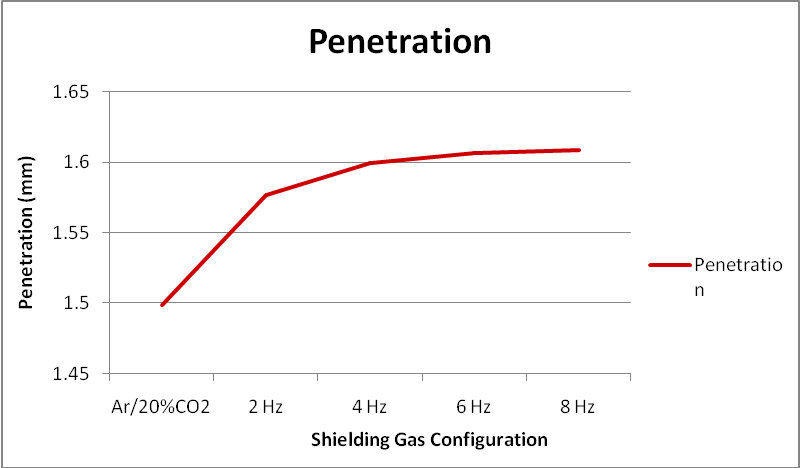 Penetration
1.65
1.6
1.55
1.5
1.45
Penetration (mm)
Ar/20%CO2 2 Hz 4 Hz 6 Hz 8 Hz
Shielding Gas Configuration
Penetratio
n